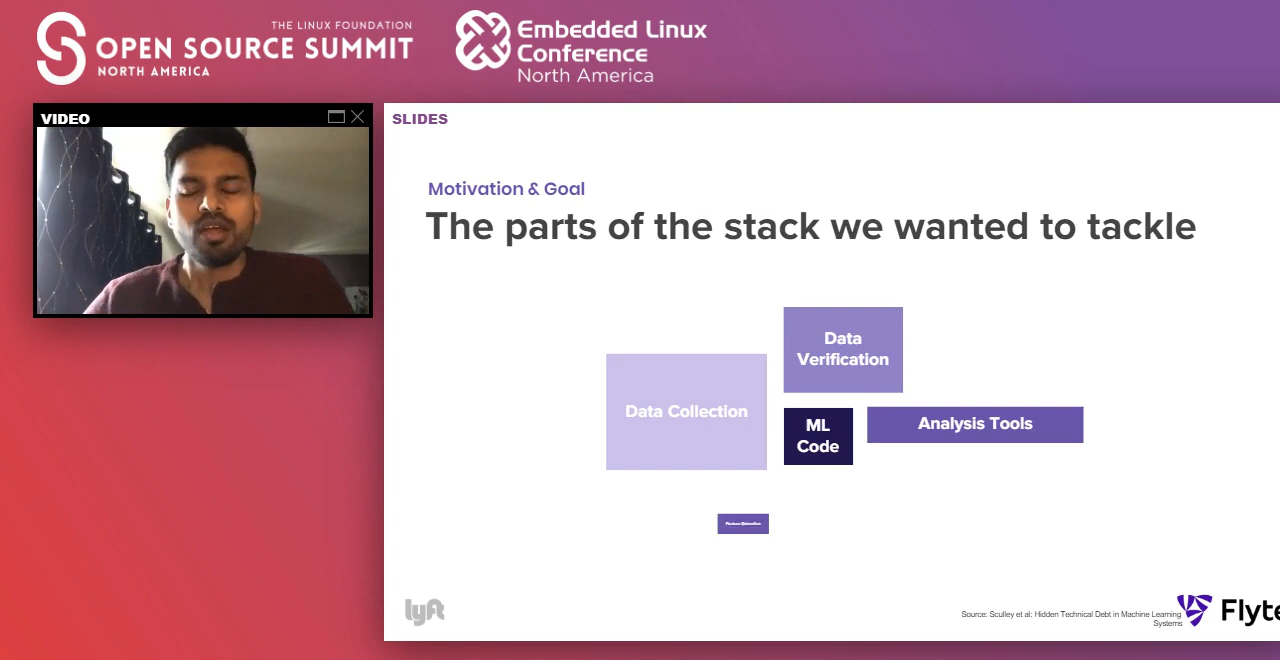 THE LINUX FOUNDATION
OPEN SOURCE SUMMIT
NORTH AMERICA
Embedded Linux
Conference
North America
VIDEO
SLIDES
Motivation & Goal
The parts of the stack we wanted to tackle
Data
Verification
Data Collection
ML
Code
Analysis Tools
lyft
Source: Sculley et al: Hidden Technical Debt in Machine Learning
Systems
Flyte